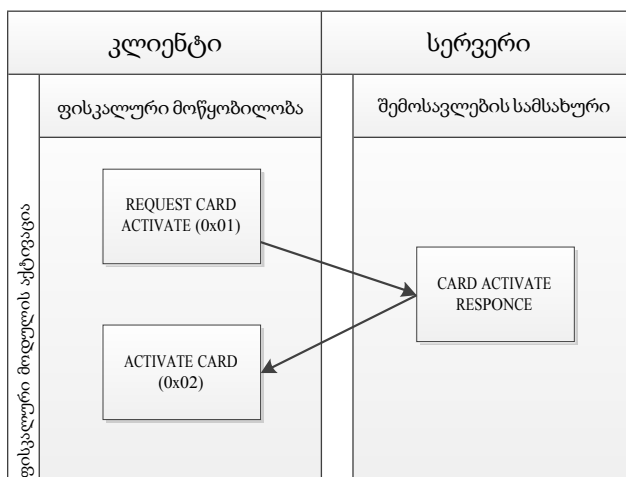 კლიენტი
სერვერი
ფისკალური მოწყობილობა
შემოსავლების სამსახური
ფისკალური მოდულის აქტივაცია
REQUEST CARD
ACTIVATE (0x01)
CARD ACTIVATE
RESPONCE
ACTIVATE CARD
(0x02)